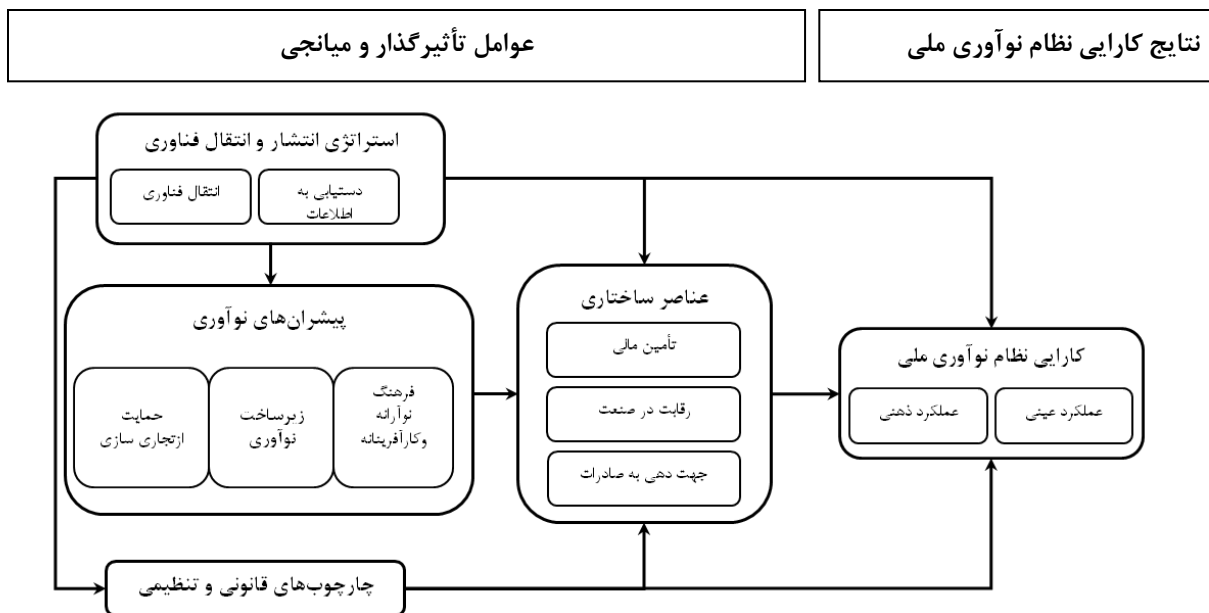 نتایج کارایی نظام نوآوری ملی
عوامل تأثیرگذار و میانجی
استراتژی انتشار و انتقال فناوری
دستیابی به
اطلاعات
انتقال فناوری
پیشران‌های نوآوری
فرهنگ
نوآرانه
وکارآفرینانه
زیرساخت
نوآوری
حمایت
ازتجاری سازی
عناصر ساختاری
تأمین مالی
رقابت در صنعت
جهت دهی به صادرات
کارایی نظام نوآوری ملی
عملکرد عینی
عملکرد ذهنی
چارچوب‌های قانونی و تنظیمی